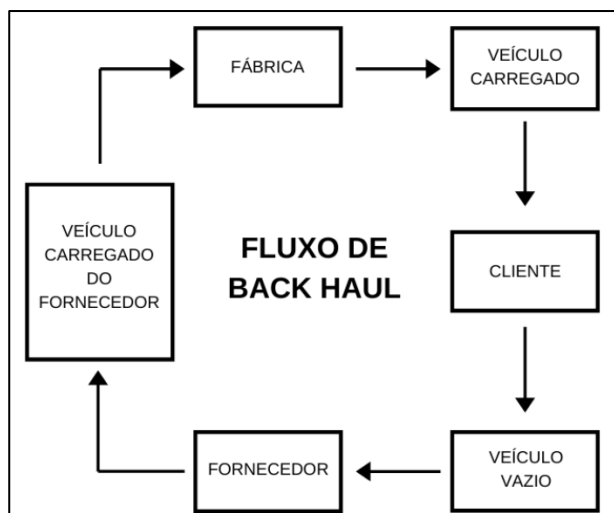 FÁBRICA
VEÍCULO
CARREGADO
CLIENTE
VEÍCULO
VAZIO
FORNECEDOR
VEÍCULO
CARREGADO
DO
FORNECEDOR
FLUXO DE
BACK HAUL